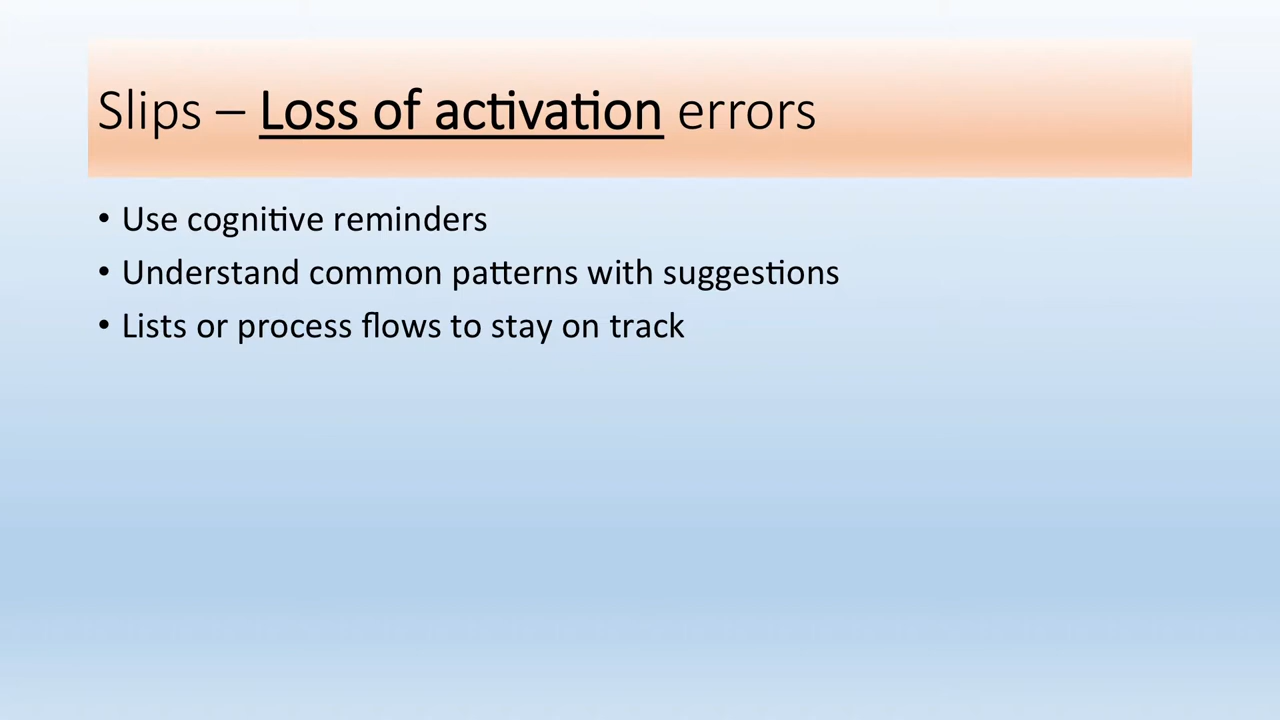 Slips – Loss of activation errors
• Use cognitive reminders
• Understand common patterns with suggestions
• Lists or process flows to stay on track